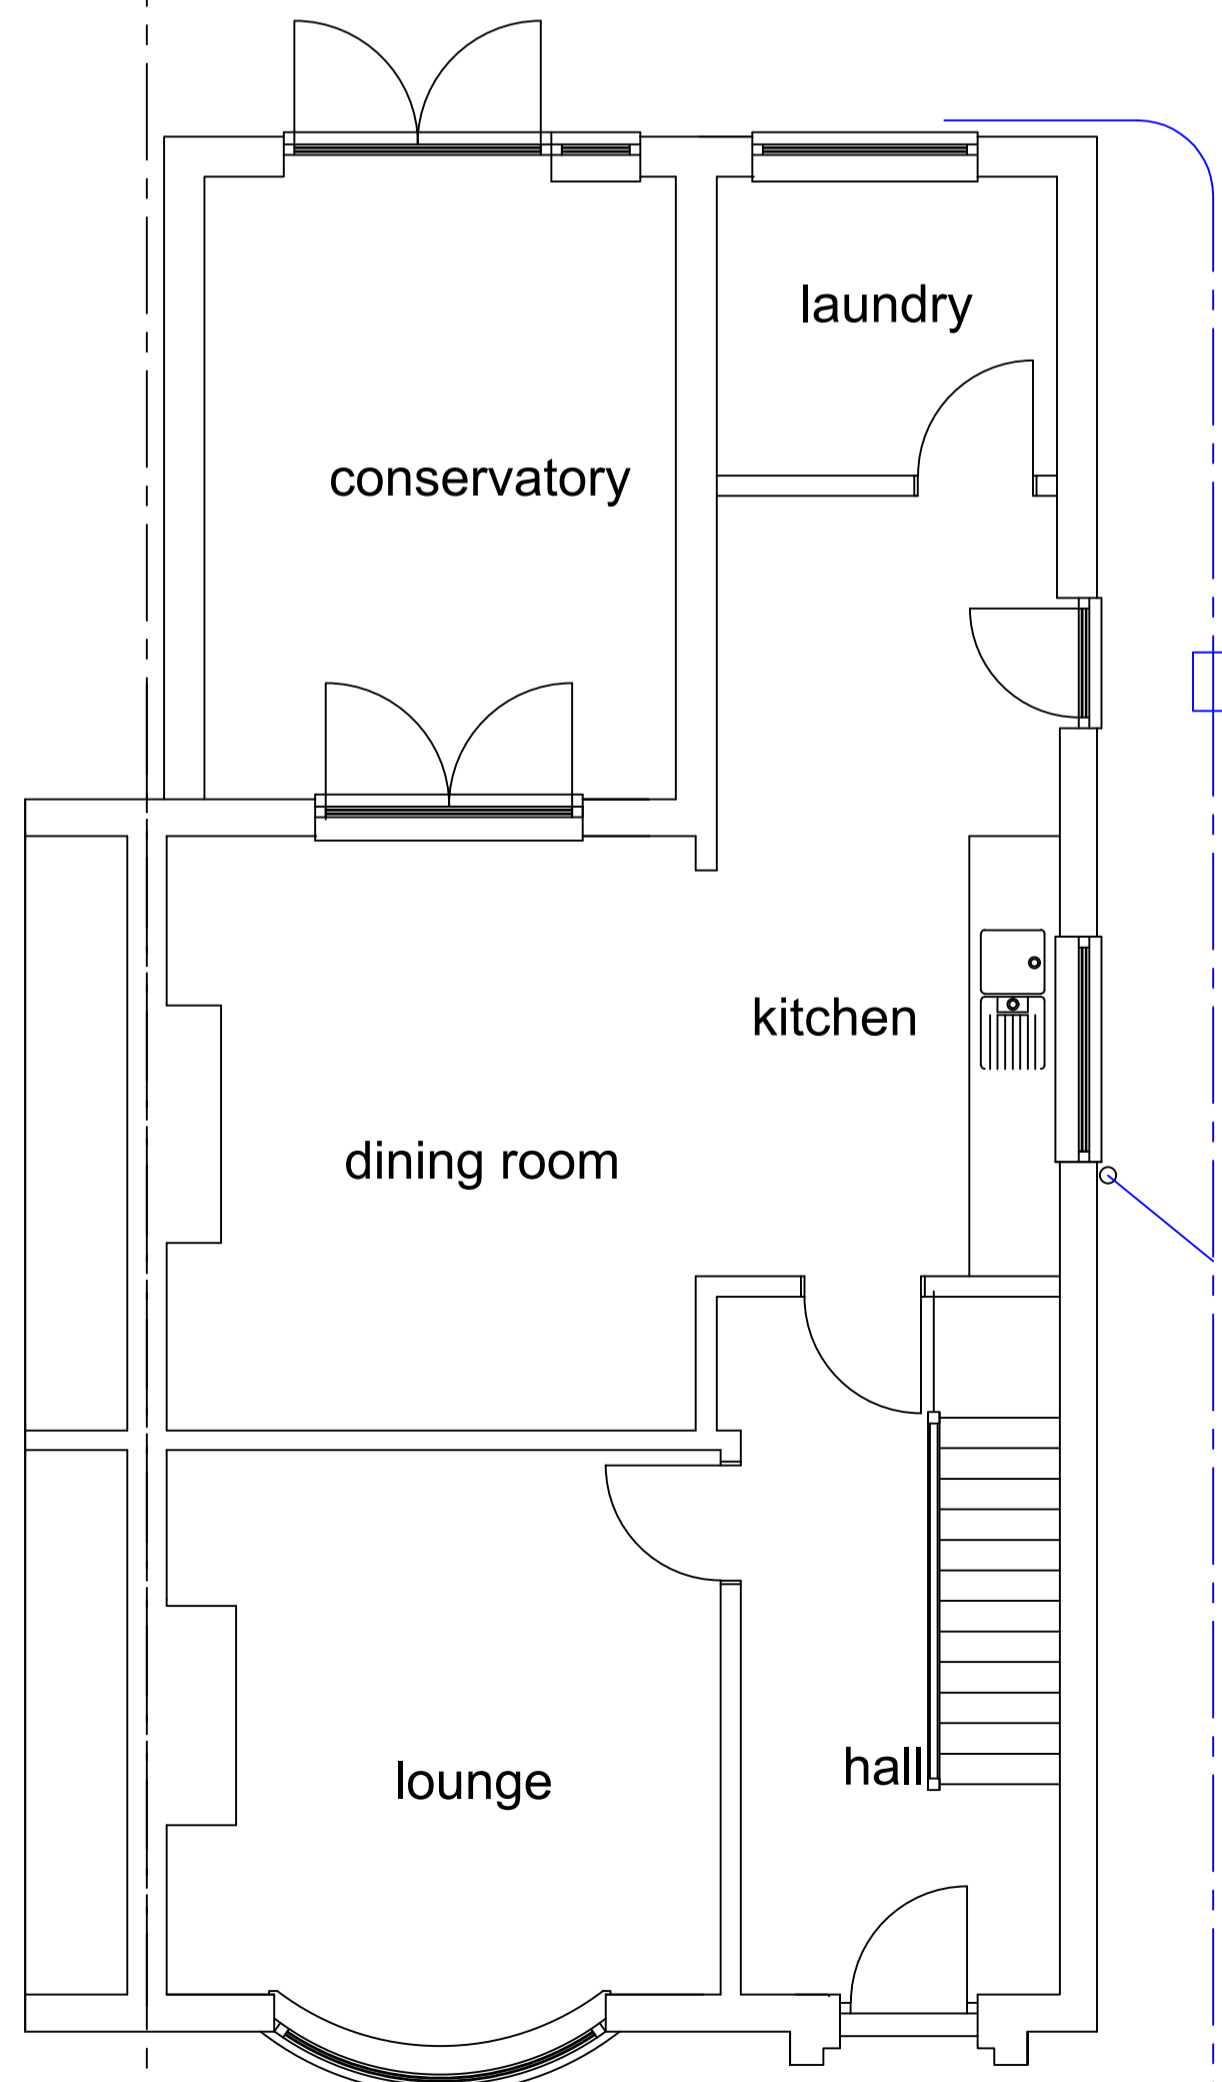 laundry
conservatory
kitchen
dining room
hall
lounge